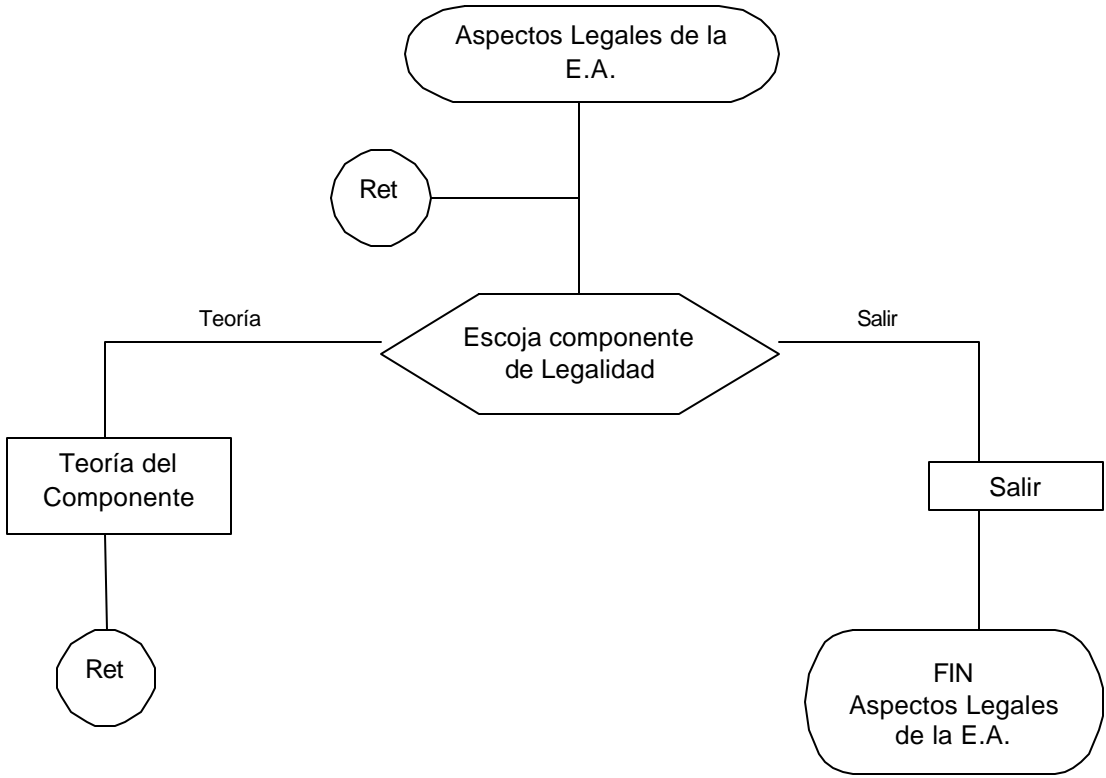 Aspectos Legales de la
E.A.
Ret
Teoría
Escoja componente
de Legalidad
Salir
Teoría del
Componente
Salir
Ret
FIN
Aspectos Legales
de la E.A.